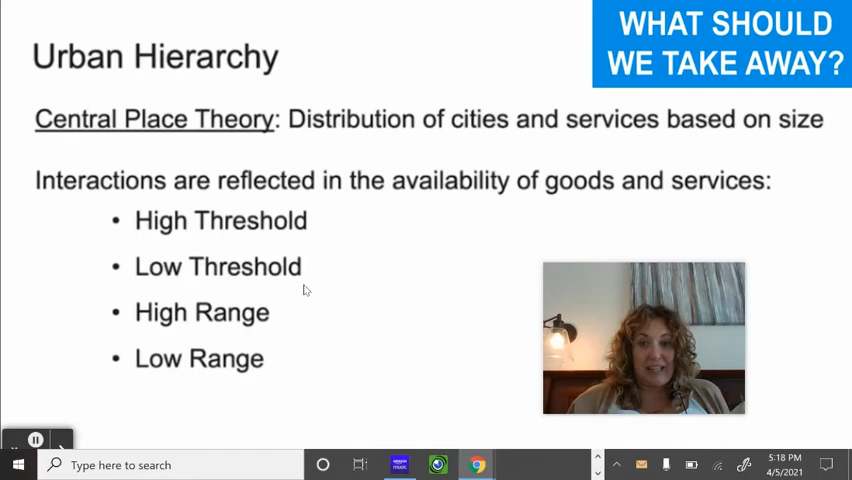 WHAT SHOULD
WE TAKE AWAY?
Urban Hierarchy
Central Place Theory: Distribution of cities and services based on size
Interactions are reflected in the availability of goods and services:
• High Threshold
• Low Threshold
• High Range
• Low Range
Type here to search
5:18 PM
4/5/2021